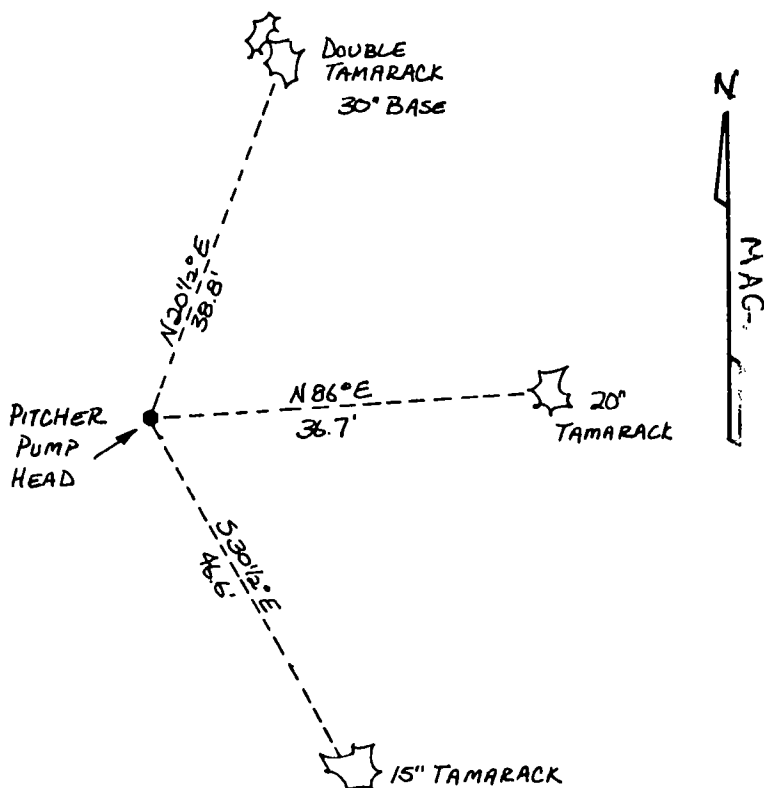 DOUBLE
TAMARACK
30" BASE
N
MAG.
N20½°E
38.8'
N86°E
36.7'
20"
TAMARACK
PITCHER
PUMP
HEAD
S30½°E
46.6'
15" TAMARACK